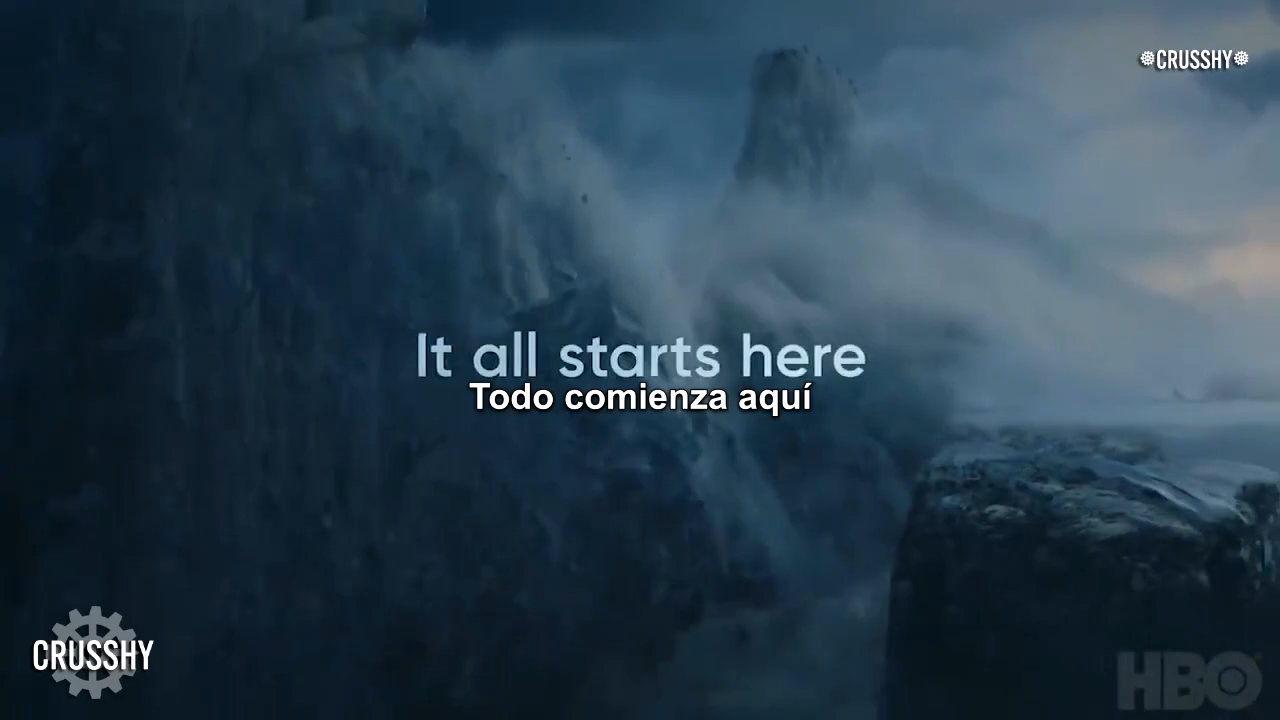 ❅CRUSSHY❅
It all starts here
Todo comienza aquí
CRUSSHY
HBO